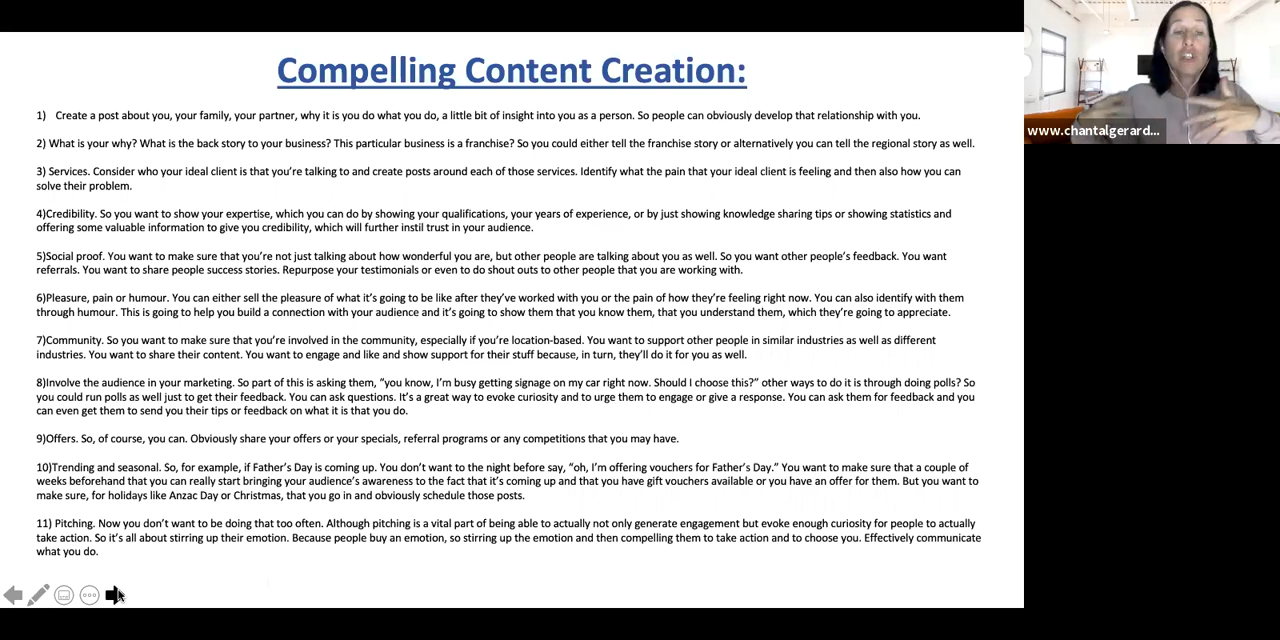 Compelling Content Creation:
1) Create a post about you, your family, your partner, why it is you do what you do, a little bit of insight into you as a person. So people can obviously develop that relationship with you.
2) What is your why? What is the back story to your business? This particular business is a franchise? So you could either tell the franchise story or alternatively you can tell the regional story as well.
3) Services. Consider who your ideal client is that you're talking to and create posts around each of those services. Identify what the pain that your ideal client is feeling and then also how you can
solve their problem.
4)Credibility. So you want to show your expertise, which you can do by showing your qualifications, your years of experience, or by just showing knowledge sharing tips or showing statistics and
offering some valuable information to give you credibility, which will further instil trust in your audience.
5)Social proof. You want to make sure that you're not just talking about how wonderful you are, but other people are talking about you as well. So you want other people's feedback. You want
referrals. You want to share people success stories. Repurpose your testimonials or even to do shout outs to other people that you are working with.
6)Pleasure, pain or humour. You can either sell the pleasure of what it's going to be like after they've worked with you or the pain of how they're feeling right now. You can also identify with them
through humour. This is going to help you build a connection with your audience and it's going to show them that you know them, that you understand them, which they're going to appreciate.
7)Community. So you want to make sure that you're involved in the community, especially if you're location-based. You want to support other people in similar industries as well as different
industries. You want to share their content. You want to engage and like and show support for their stuff because, in turn, they'll do it for you as well.
8)Involve the audience in your marketing. So part of this is asking them, "you know, I'm busy getting signage on my car right now. Should I choose this?" other ways to do it is through doing polls? So
you could run polls as well just to get their feedback. You can ask questions. It's a great way to evoke curiosity and to urge them to engage or give a response. You can ask them for feedback and you
can even get them to send you their tips or feedback on what it is that you do.
9)Offers. So, of course, you can. Obviously share your offers or your specials, referral programs or any competitions that you may have.
10)Trending and seasonal. So, for example, if Father's Day is coming up. You don't want to the night before say, "oh, I'm offering vouchers for Father's Day." You want to make sure that a couple of
weeks beforehand that you can really start bringing your audience's awareness to the fact that it's coming up and that you have gift vouchers available or you have an offer for them. But you want to
make sure, for holidays like Anzac Day or Christmas, that you go in and obviously schedule those posts.
11) Pitching. Now you don't want to be doing that too often. Although pitching is a vital part of being able to actually not only generate engagement but evoke enough curiosity for people to actually
take action. So it's all about stirring up their emotion. Because people buy an emotion, so stirring up the emotion and then compelling them to take action and to choose you. Effectively communicate
what you do.
www.chantalgerard...